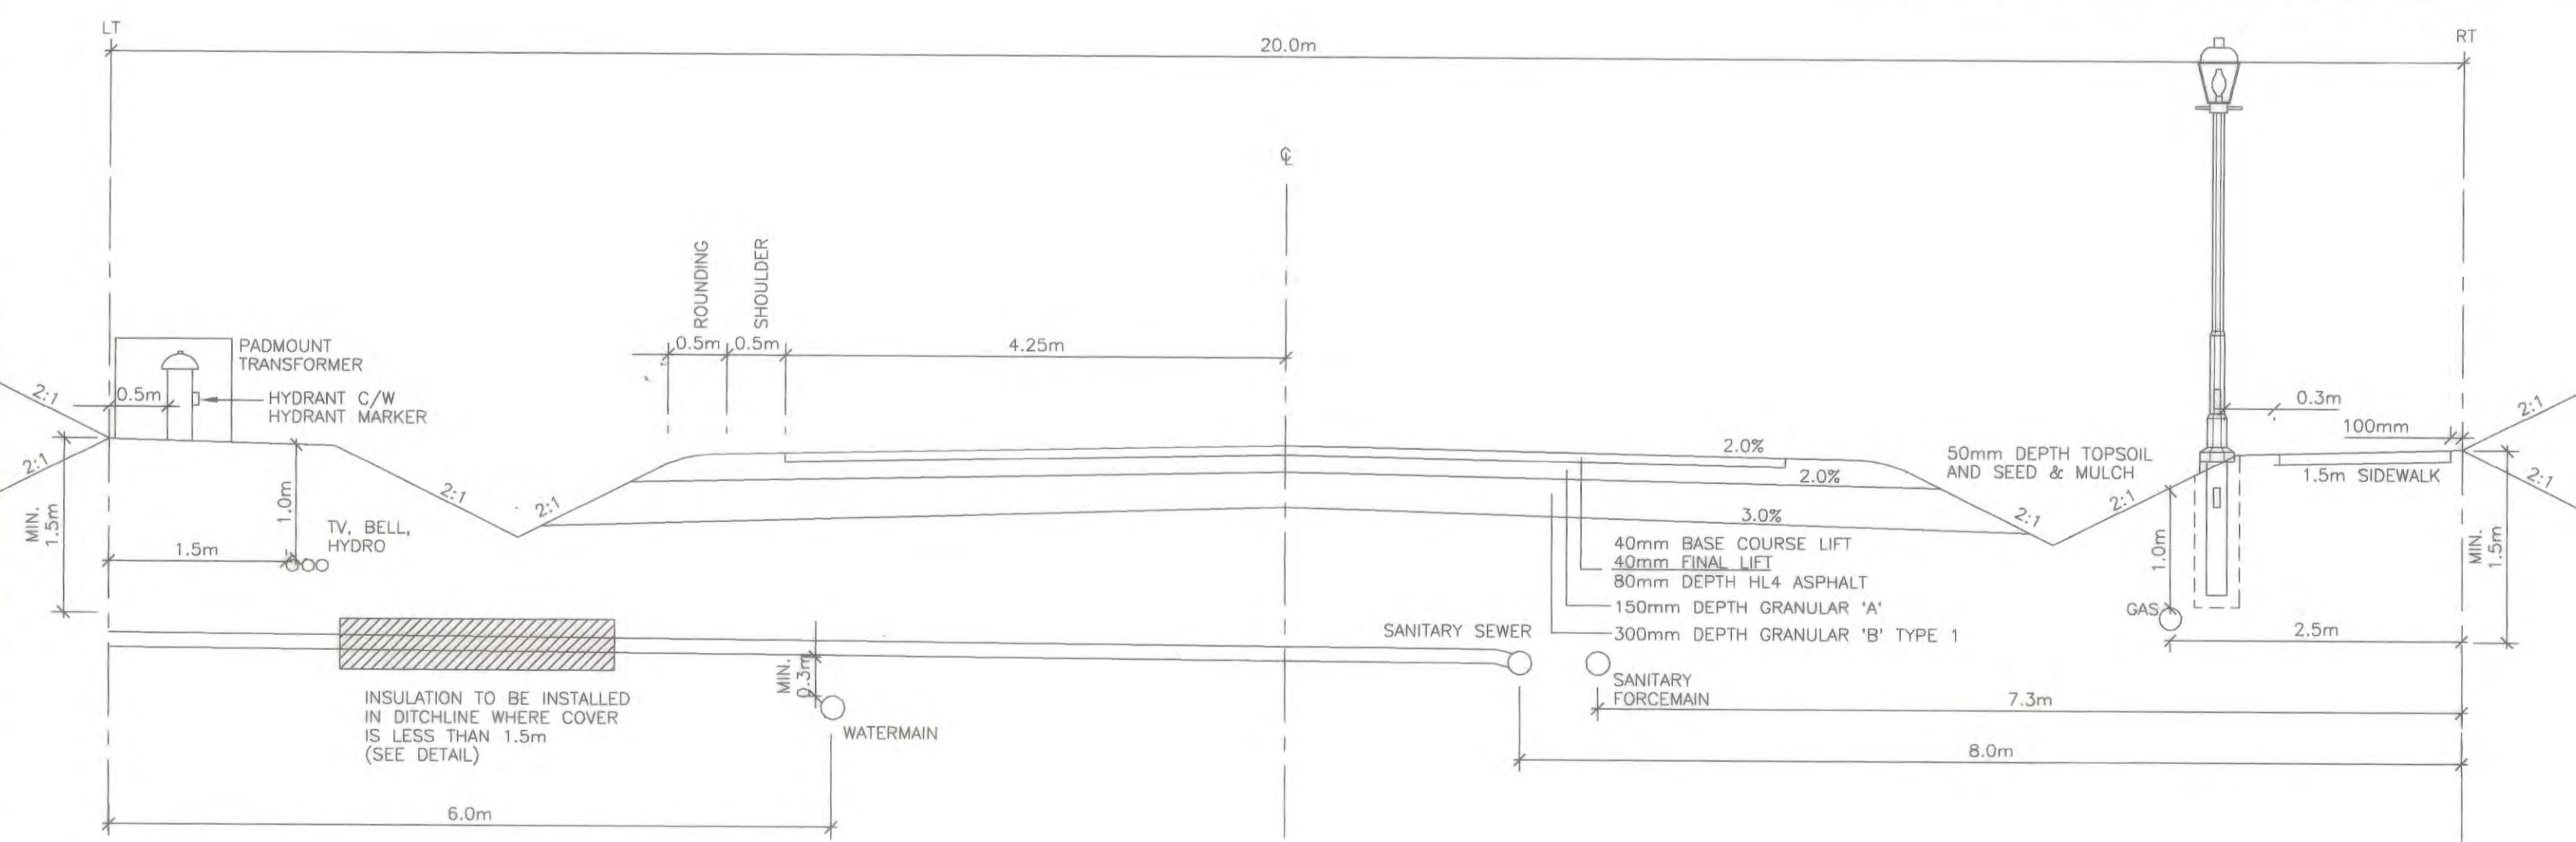 LT
RT
20.0m
℄
ROUNDING
SHOULDER
0.5m
0.5m
4.25m
PADMOUNT
TRANSFORMER
0.5m
HYDRANT C/W
HYDRANT MARKER
2:1
2:1
MIN.
1.5m
1.0m
1.5m
TV, BELL,
HYDRO
2:1
2:1
2.0%
2.0%
3.0%
50mm DEPTH TOPSOIL
AND SEED & MULCH
2:1
2:1
0.3m
100mm
1.5m SIDEWALK
2:1
2:1
MIN.
1.5m
1.0m
GAS
2.5m
40mm BASE COURSE LIFT
40mm FINAL LIFT
80mm DEPTH HL4 ASPHALT
150mm DEPTH GRANULAR 'A'
300mm DEPTH GRANULAR 'B' TYPE 1
SANITARY SEWER
SANITARY
FORCEMAIN
7.3m
8.0m
MIN.
0.3m
WATERMAIN
INSULATION TO BE INSTALLED
IN DITCHLINE WHERE COVER
IS LESS THAN 1.5m
(SEE DETAIL)
6.0m